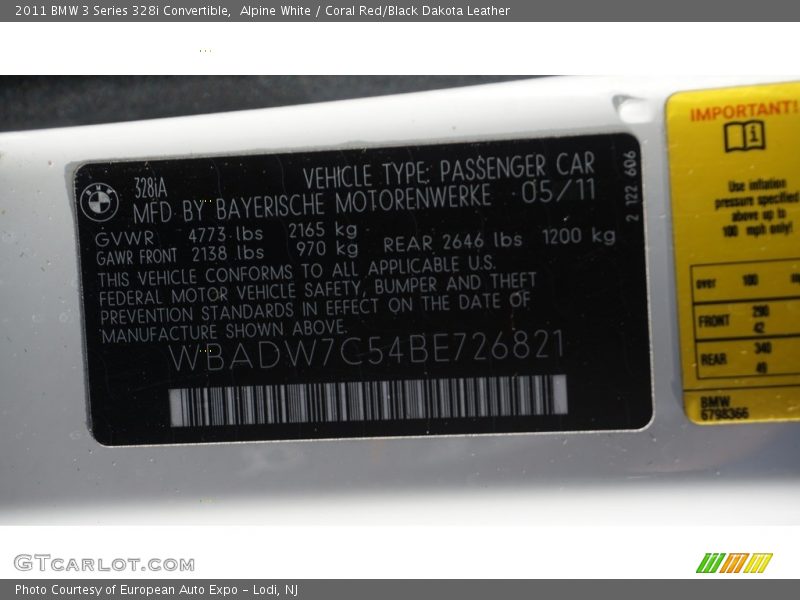 2011 BMW 3 Series 328i Convertible,  Alpine White / Coral Red/Black Dakota Leather
328iA
VEHICLE TYPE: PASSENGER CAR
MFD BY BAYERISCHE MOTORENWERKE 05/11
GVWR 4773 lbs 2165 kg
GAWR FRONT 2138 lbs 970 kg REAR 2646 lbs 1200 kg
THIS VEHICLE CONFORMS TO ALL APPLICABLE U.S.
FEDERAL MOTOR VEHICLE SAFETY, BUMPER AND THEFT
PREVENTION STANDARDS IN EFFECT ON THE DATE OF
MANUFACTURE SHOWN ABOVE.
WBADW7C54BE726821
2 122 606
IMPORTANT!
Use inflation
pressure specified
above up to
100 mph only!
over 100
FRONT 290
42
REAR 340
49
BMW
6798366
GTCARLOT.COM
Photo Courtesy of European Auto Expo - Lodi, NJ